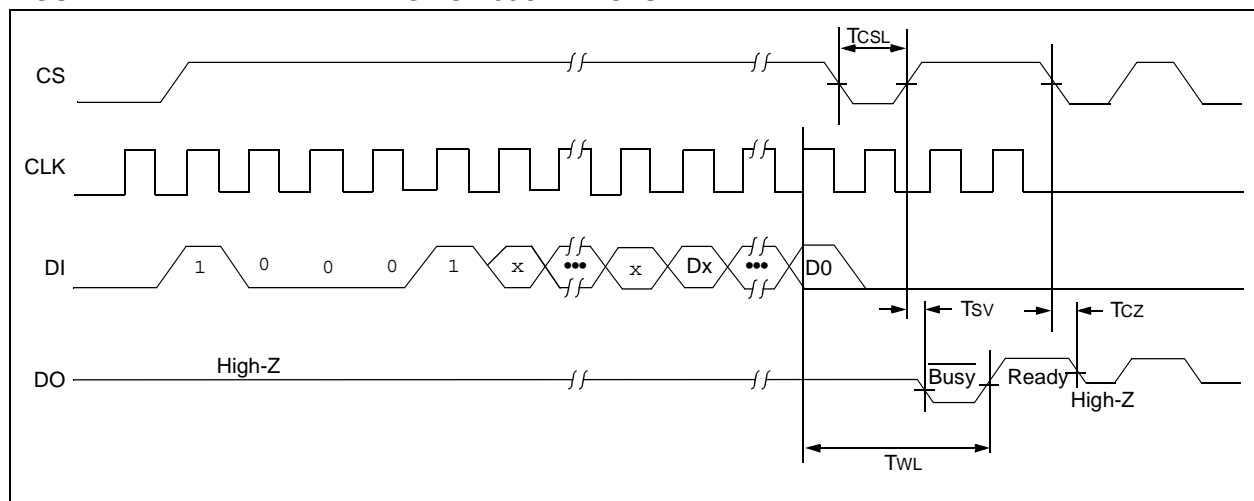 TCSL
CS
CLK
DI
1 0 0 0 1 x ••• x Dx ••• D0
TSV
TCZ
High-Z
Busy
Ready
DO
High-Z
TWL